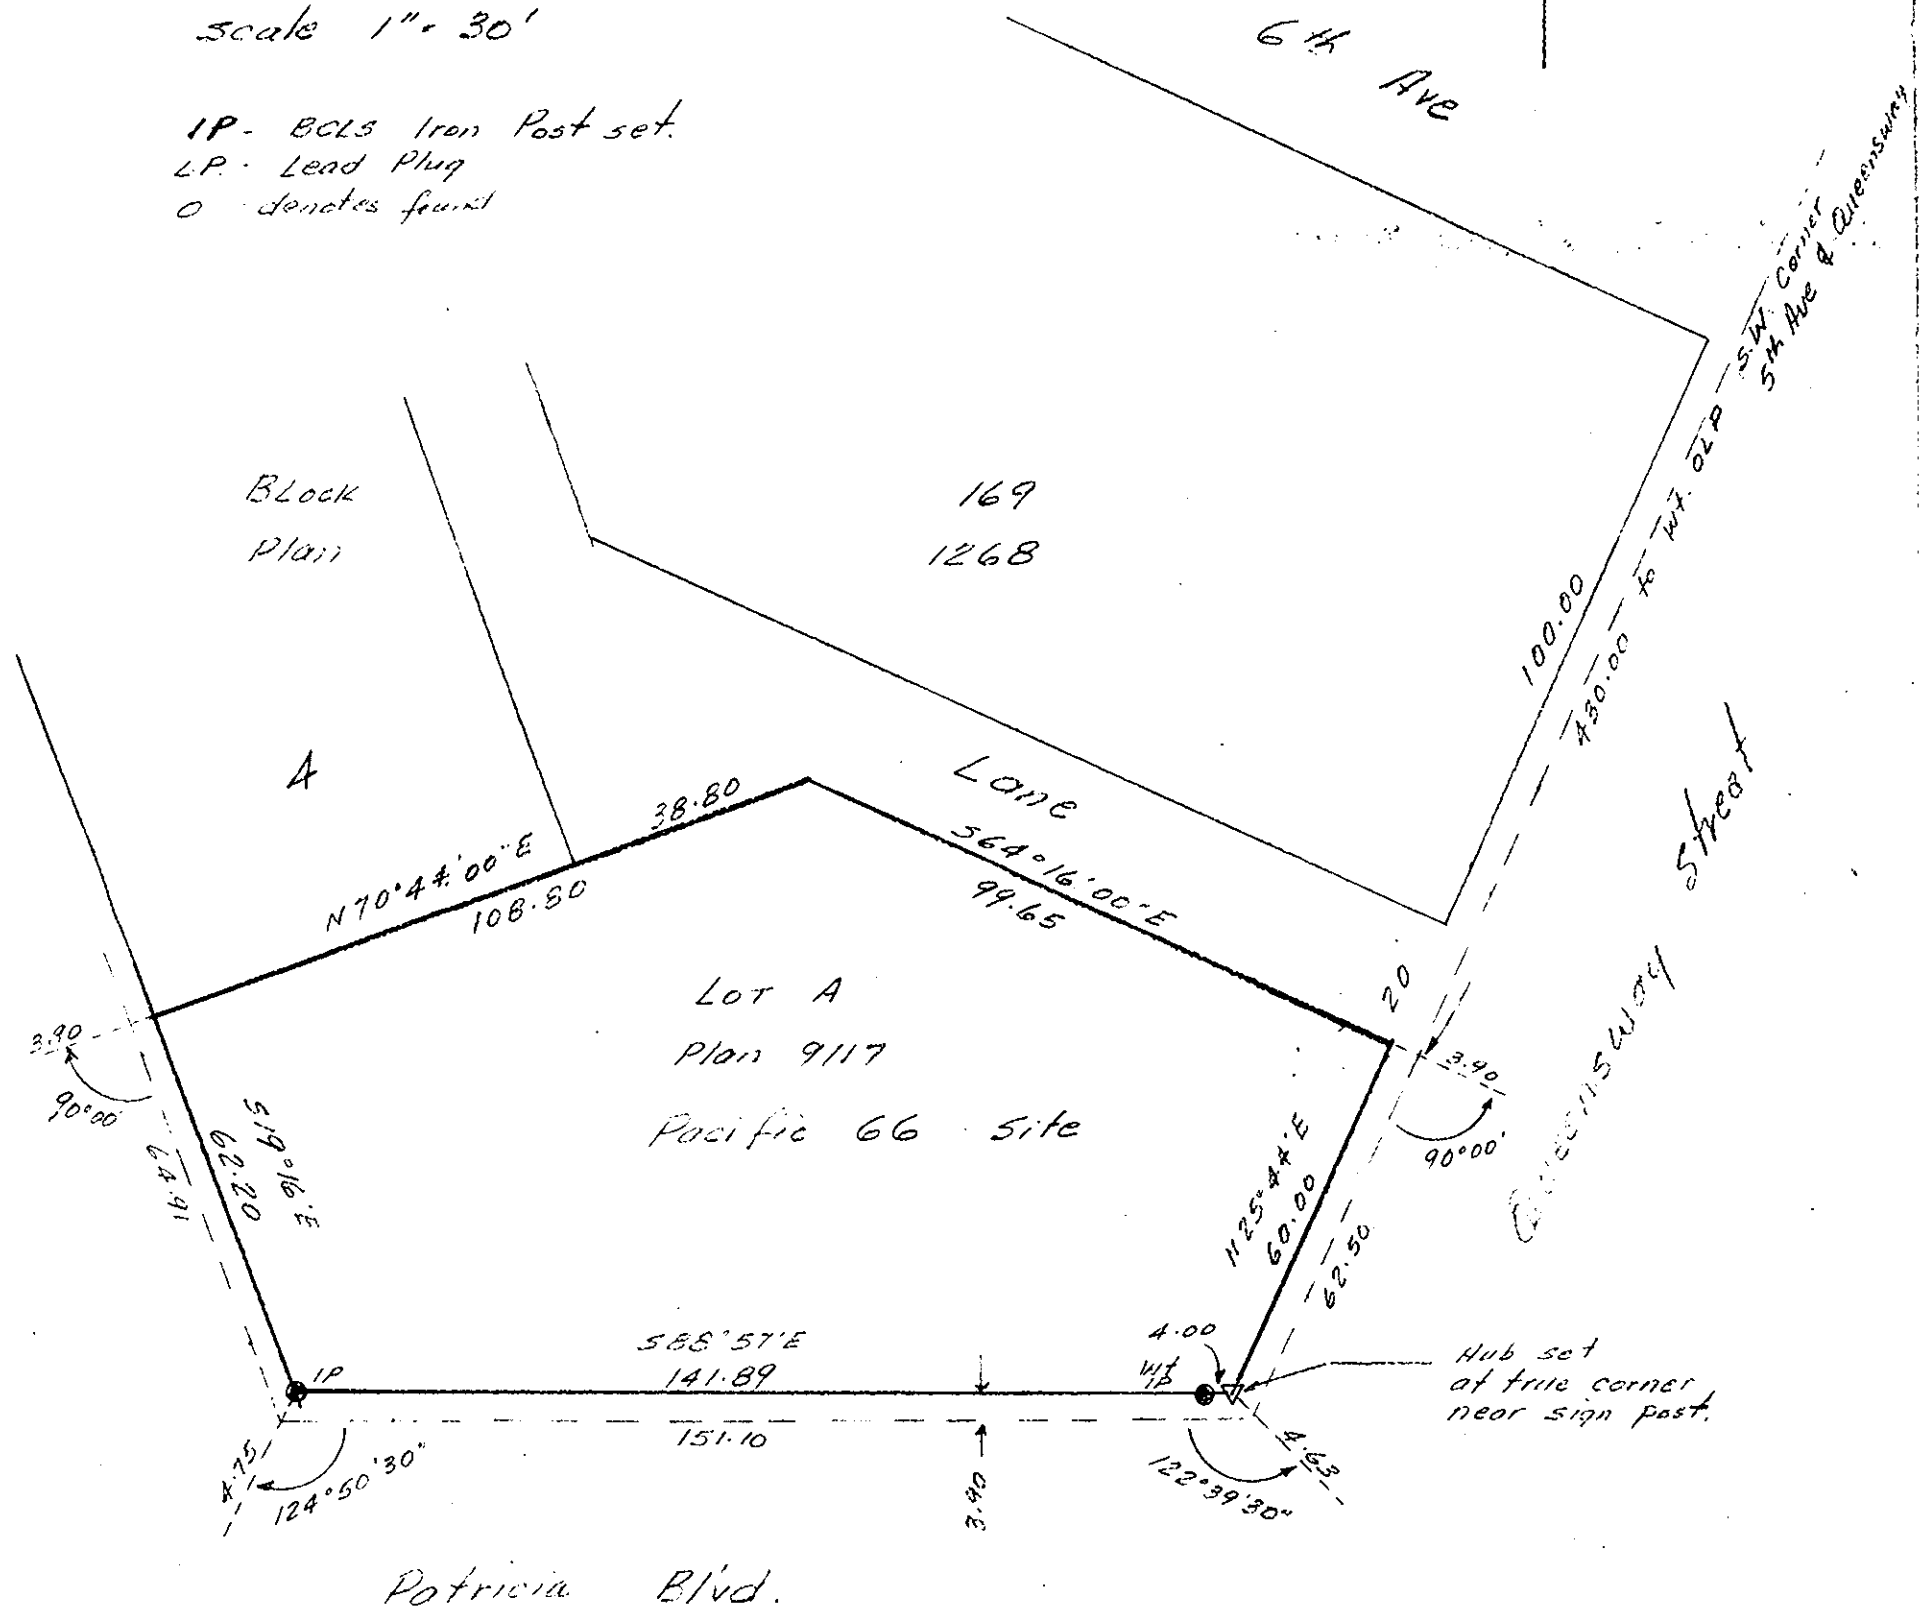 scale 1" = 30'
IP - BCLS Iron Post set.
L.P. - Lead Plug
O denotes found
6th Ave
S.W. Corner
5th Ave & Queensway
430.00 to Wt. OLP
100.00
Block 169
Plan 1268
4
Lane
38.80
N70°44'00"E
108.80
S64°16'00"E
99.65
20
Lot A
Plan 9117
Pacific 66 Site
3.90
90°00'
64.91
62.20
S19°16'E
3.90
90°00'
N25°44'E
60.00
62.50
Queensway Street
S88°57'E
141.89
IP
4.00
Wt
IP
Hub set
at true corner
near sign post.
151.10
3.90
4.75
124°50'30"
4.63
122°39'30"
Patricia Blvd.